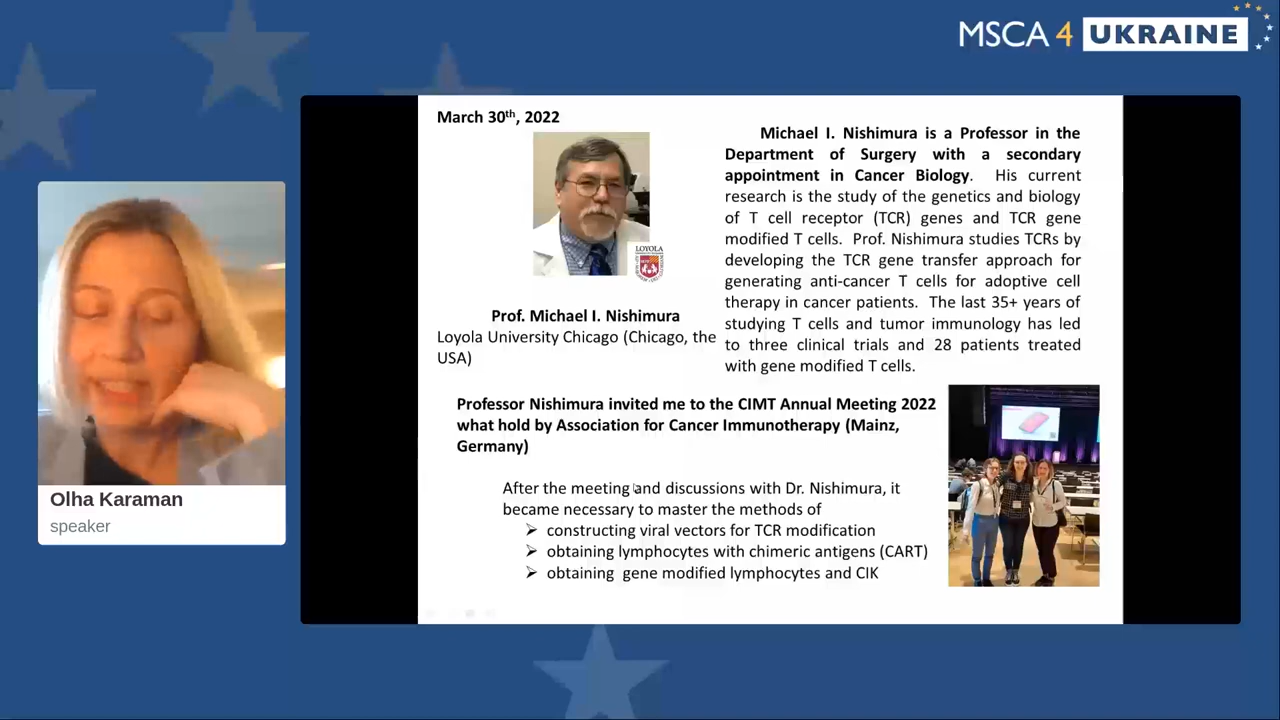 MSCA 4 UKRAINE
March 30th, 2022
LOYOLA
Prof. Michael I. Nishimura
Loyola University Chicago (Chicago, the
USA)
Michael I. Nishimura is a Professor in the
Department of Surgery with a secondary
appointment in Cancer Biology. His current
research is the study of the genetics and biology
of T cell receptor (TCR) genes and TCR gene
modified T cells. Prof. Nishimura studies TCRs by
developing the TCR gene transfer approach for
generating anti-cancer T cells for adoptive cell
therapy in cancer patients. The last 35+ years of
studying T cells and tumor immunology has led
to three clinical trials and 28 patients treated
with gene modified T cells.
Professor Nishimura invited me to the CIMT Annual Meeting 2022
what hold by Association for Cancer Immunotherapy (Mainz,
Germany)
After the meeting and discussions with Dr. Nishimura, it
became necessary to master the methods of
➢ constructing viral vectors for TCR modification
➢ obtaining lymphocytes with chimeric antigens (CART)
➢ obtaining gene modified lymphocytes and CIK
Olha Karaman
speaker